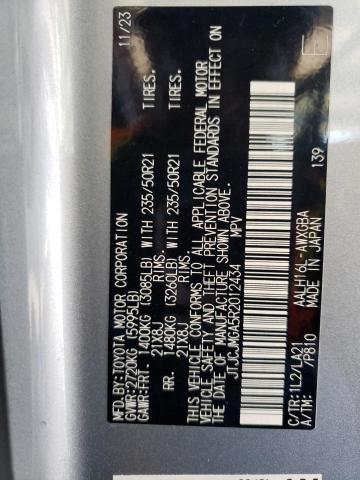 MFD.BY:TOYOTA MOTOR CORPORATION 11/23
GVWR:2720KG (5995LB)
GAWR:FRT. 1400KG (3085LB) WITH 235/50R21 TIRES.
21X8J RIMS.
RR. 1480KG (3260LB) WITH 235/50R21 TIRES.
21X8J RIMS.
THIS VEHICLE CONFORMS TO ALL APPLICABLE FEDERAL MOTOR
VEHICLE SAFETY AND THEFT PREVENTION STANDARDS IN EFFECT ON
THE DATE OF MANUFACTURE SHOWN ABOVE.
JTJCJMGA5R2012434 MPV
139
C/TR:1L2/LA21 AALH16L-AWXGBA
A/TM: /P810 MADE IN JAPAN